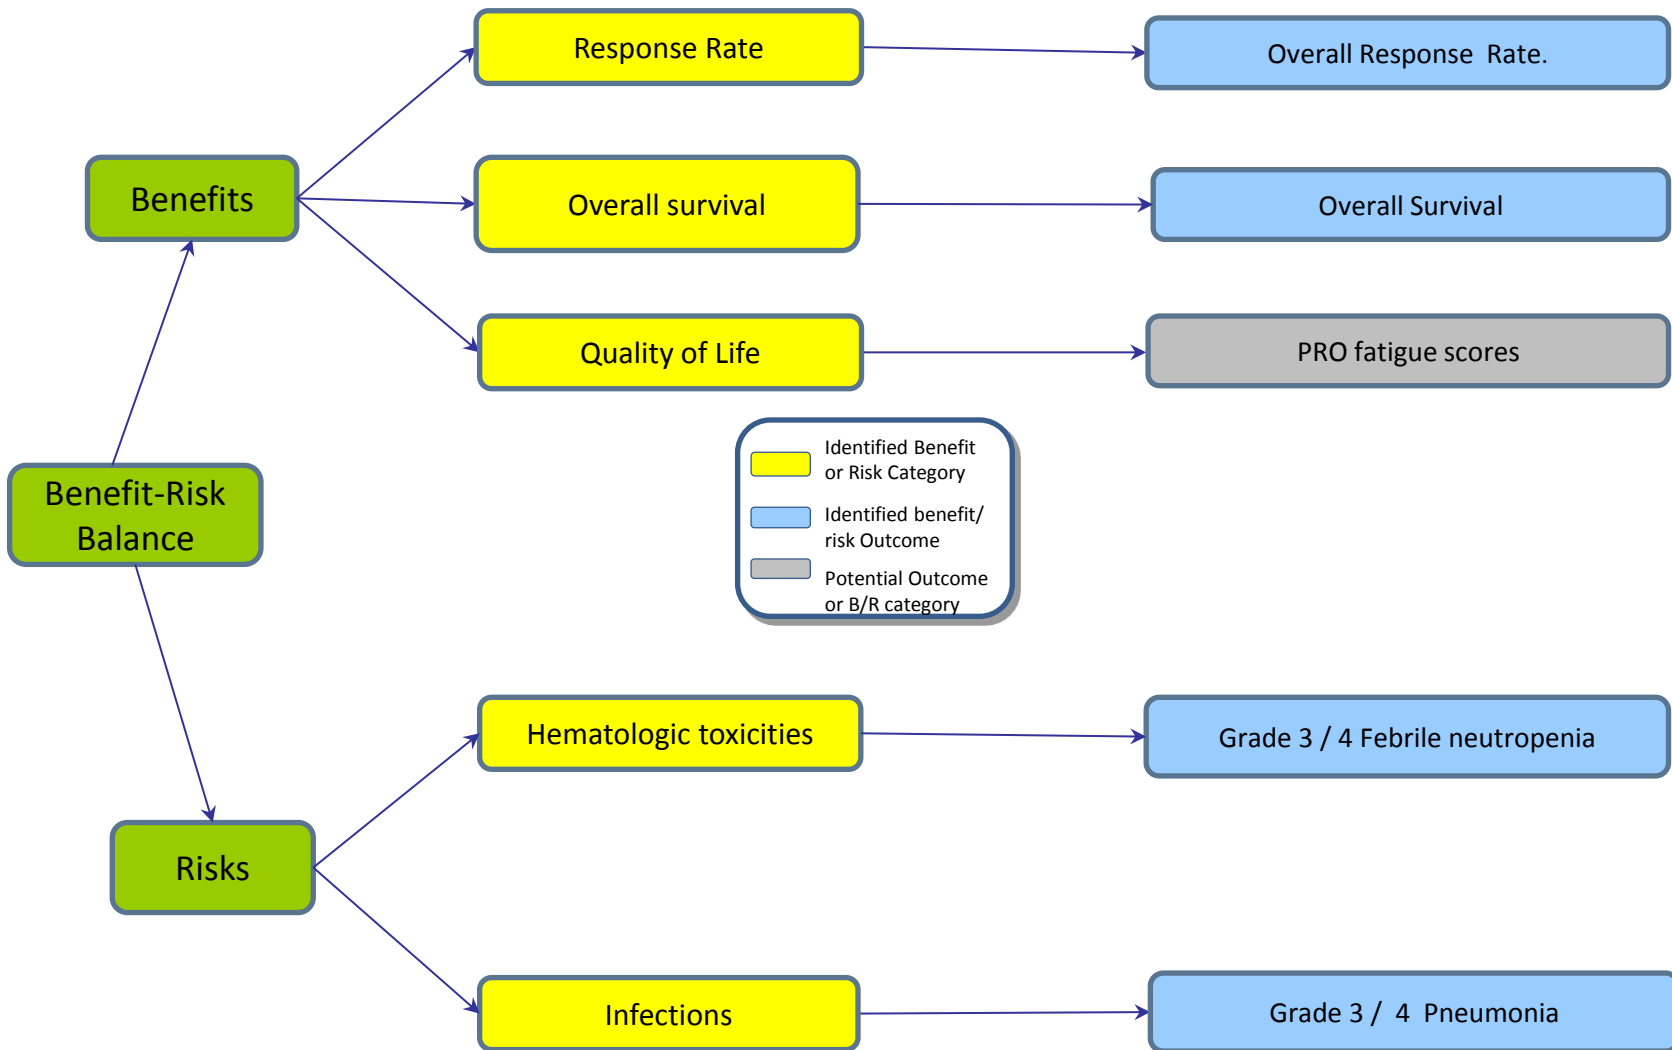 Response Rate
Overall Response Rate.
Benefits
Overall survival
Overall Survival
Quality of Life
PRO fatigue scores
Identified Benefit
or Risk Category
Identified benefit/
risk Outcome
Potential Outcome
or B/R category
Benefit-Risk
Balance
Hematologic toxicities
Grade 3 / 4 Febrile neutropenia
Risks
Infections
Grade 3 / 4 Pneumonia